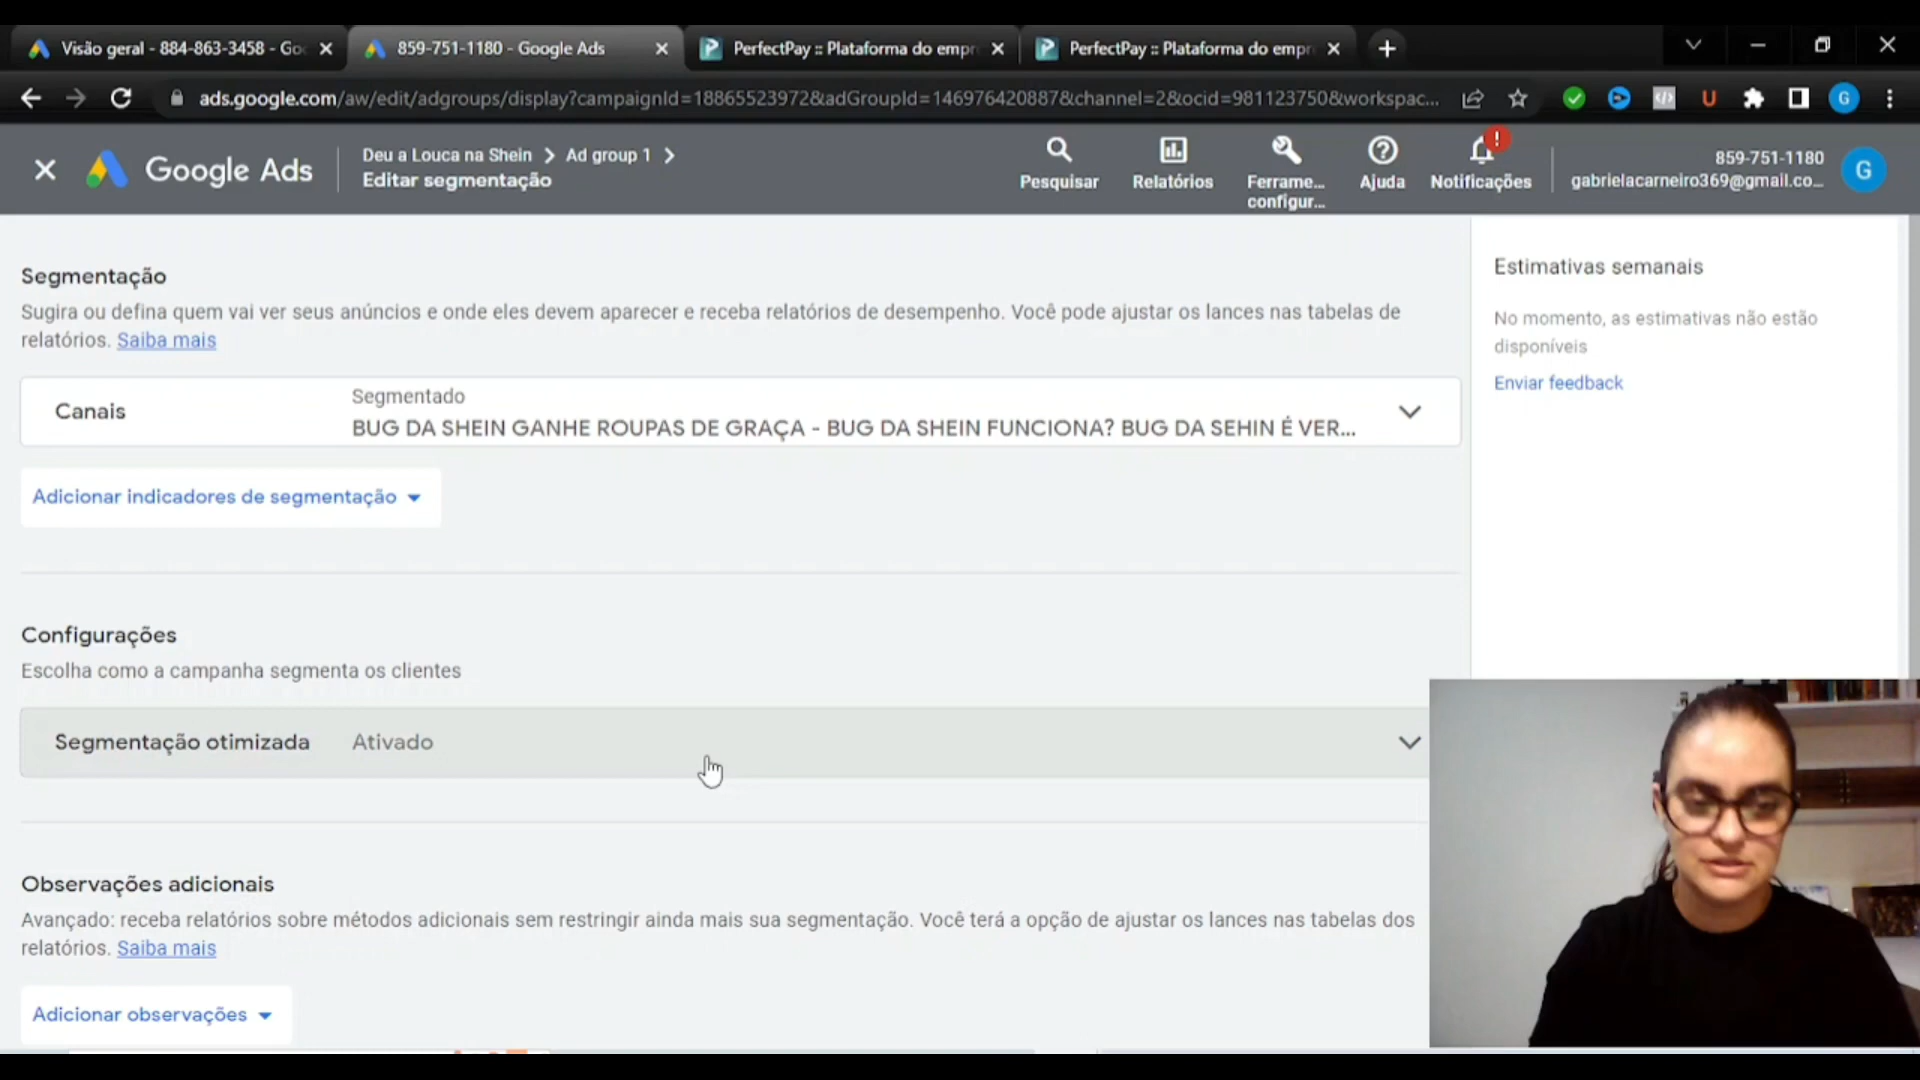 Visão geral - 884-863-3458 - Go
859-751-1180 - Google Ads
PerfectPay :: Plataforma do empr
PerfectPay :: Plataforma do empr
ads.google.com/aw/edit/adgroups/display?campaignId=18865523972&adGroupId=146976420887&channel=2&ocid=981123750&workspac...
G
Google Ads
Deu a Louca na Shein > Ad group 1 >
Editar segmentação
Pesquisar
Relatórios
Ferrame...
configur...
Ajuda
Notificações
859-751-1180
gabrielacarneiro369@gmail.co...
G
Segmentação
Sugira ou defina quem vai ver seus anúncios e onde eles devem aparecer e receba relatórios de desempenho. Você pode ajustar os lances nas tabelas de
relatórios. Saiba mais
Canais
Segmentado
BUG DA SHEIN GANHE ROUPAS DE GRAÇA - BUG DA SHEIN FUNCIONA? BUG DA SEHIN É VER...
Adicionar indicadores de segmentação
Configurações
Escolha como a campanha segmenta os clientes
Segmentação otimizada
Ativado
Observações adicionais
Avançado: receba relatórios sobre métodos adicionais sem restringir ainda mais sua segmentação. Você terá a opção de ajustar os lances nas tabelas dos
relatórios. Saiba mais
Adicionar observações
Estimativas semanais
No momento, as estimativas não estão
disponíveis
Enviar feedback